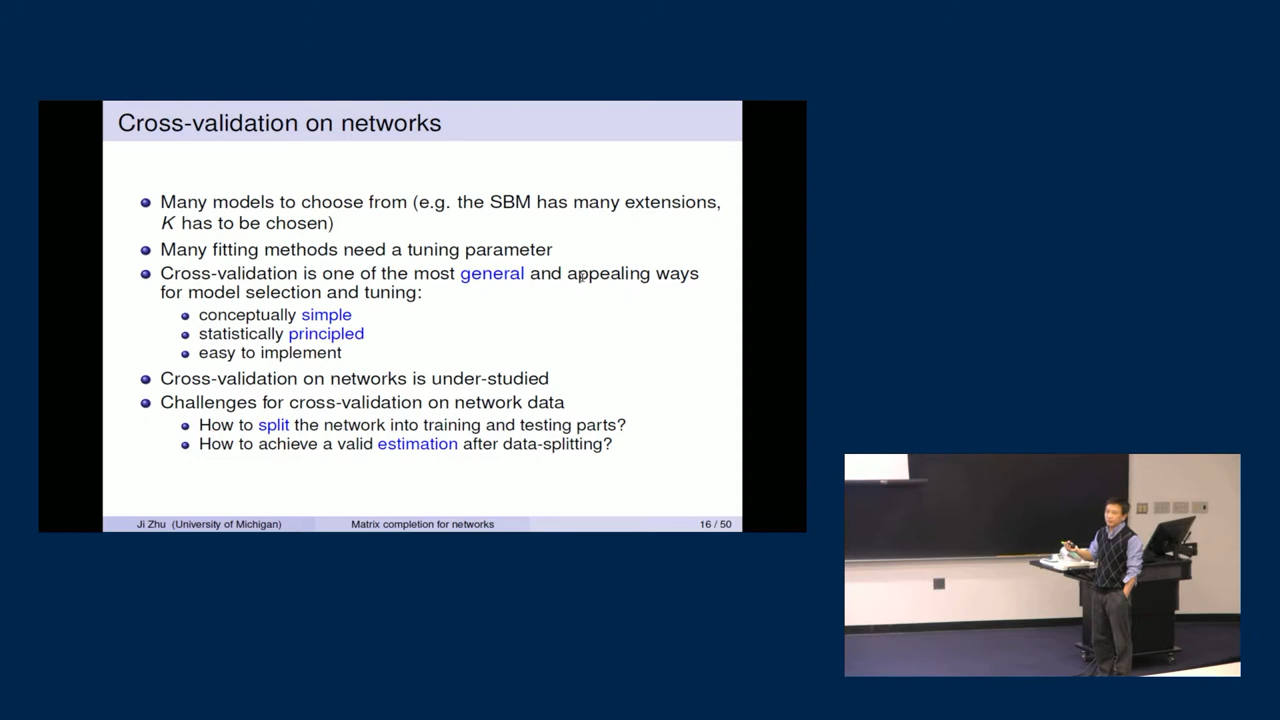 Cross-validation on networks
Many models to choose from (e.g. the SBM has many extensions,
K has to be chosen)
Many fitting methods need a tuning parameter
Cross-validation is one of the most general and appealing ways
for model selection and tuning:
conceptually simple
statistically principled
easy to implement
Cross-validation on networks is under-studied
Challenges for cross-validation on network data
How to split the network into training and testing parts?
How to achieve a valid estimation after data-splitting?
Ji Zhu (University of Michigan) Matrix completion for networks 16 / 50